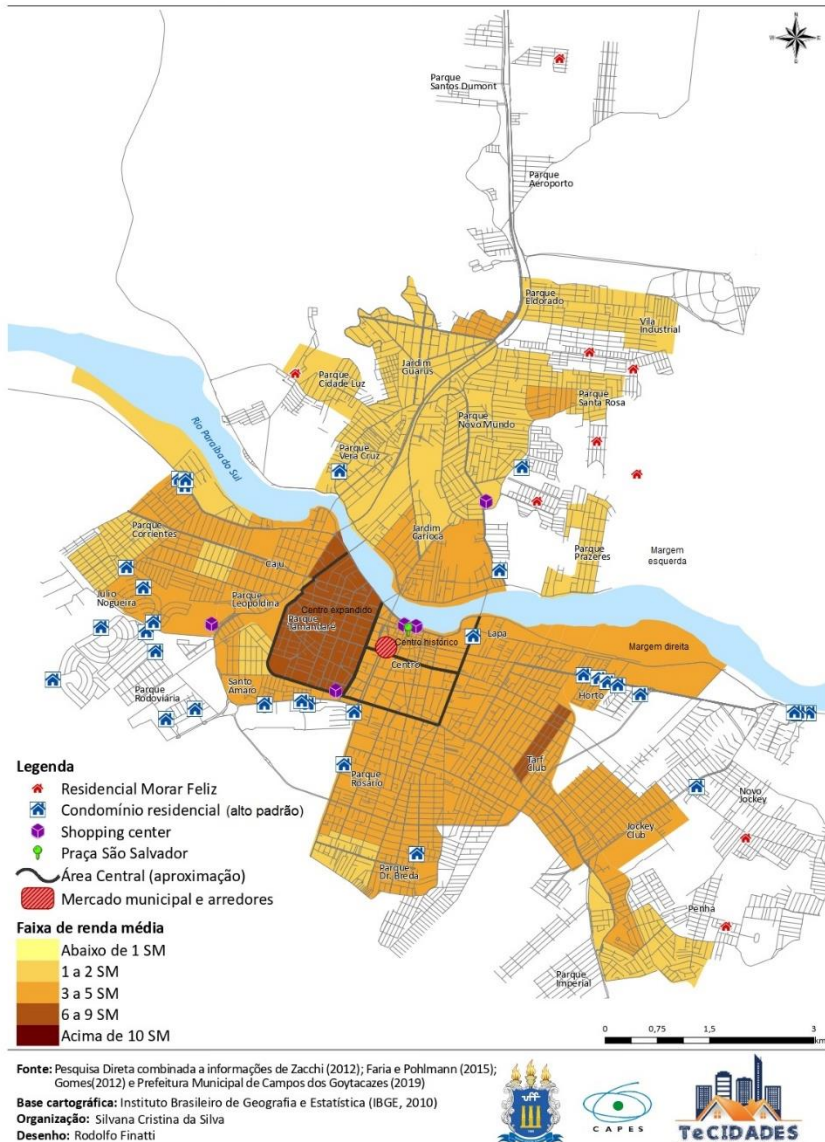 N
W
E
S
Parque
Santos Dumont
Parque
Aeroporto
Parque
Eldorado
Vila
Industrial
Jardim
Guarus
Parque
Cidade Luz
Parque
Santa Rosa
Parque
Novo Mundo
Rio Paraíba do Sul
Parque
Vera Cruz
Parque
Corrientes
Jardim
Carioca
Parque
Prazeres
Margem
esquerda
Caju
Julio
Nogueira
Parque
Leopoldina
Centro expandido
Parque
Tamandaré
Centro histórico
Lapa
Centro
Margem direita
Santo
Amaro
Parque
Rodoviária
Horto
Tarf
Club
Parque
Rosário
Novo
Jockey
Jockey
Club
Parque
Dr. Breda
Penha
Parque
Imperial
Legenda
Residencial Morar Feliz
Condomínio residencial (alto padrão)
Shopping center
Praça São Salvador
Área Central (aproximação)
Mercado municipal e arredores
Faixa de renda média
Abaixo de 1 SM
1 a 2 SM
3 a 5 SM
6 a 9 SM
Acima de 10 SM
0 0,75 1,5 3
km
Fonte: Pesquisa Direta combinada a informações de Zacchi (2012); Faria e Pohlmann (2015);
Gomes(2012) e Prefeitura Municipal de Campos dos Goytacazes (2019)
Base cartográfica: Instituto Brasileiro de Geografia e Estatística (IBGE, 2010)
Organização: Silvana Cristina da Silva
Desenho: Rodolfo Finatti
uff
CAPES
TeCIDADES